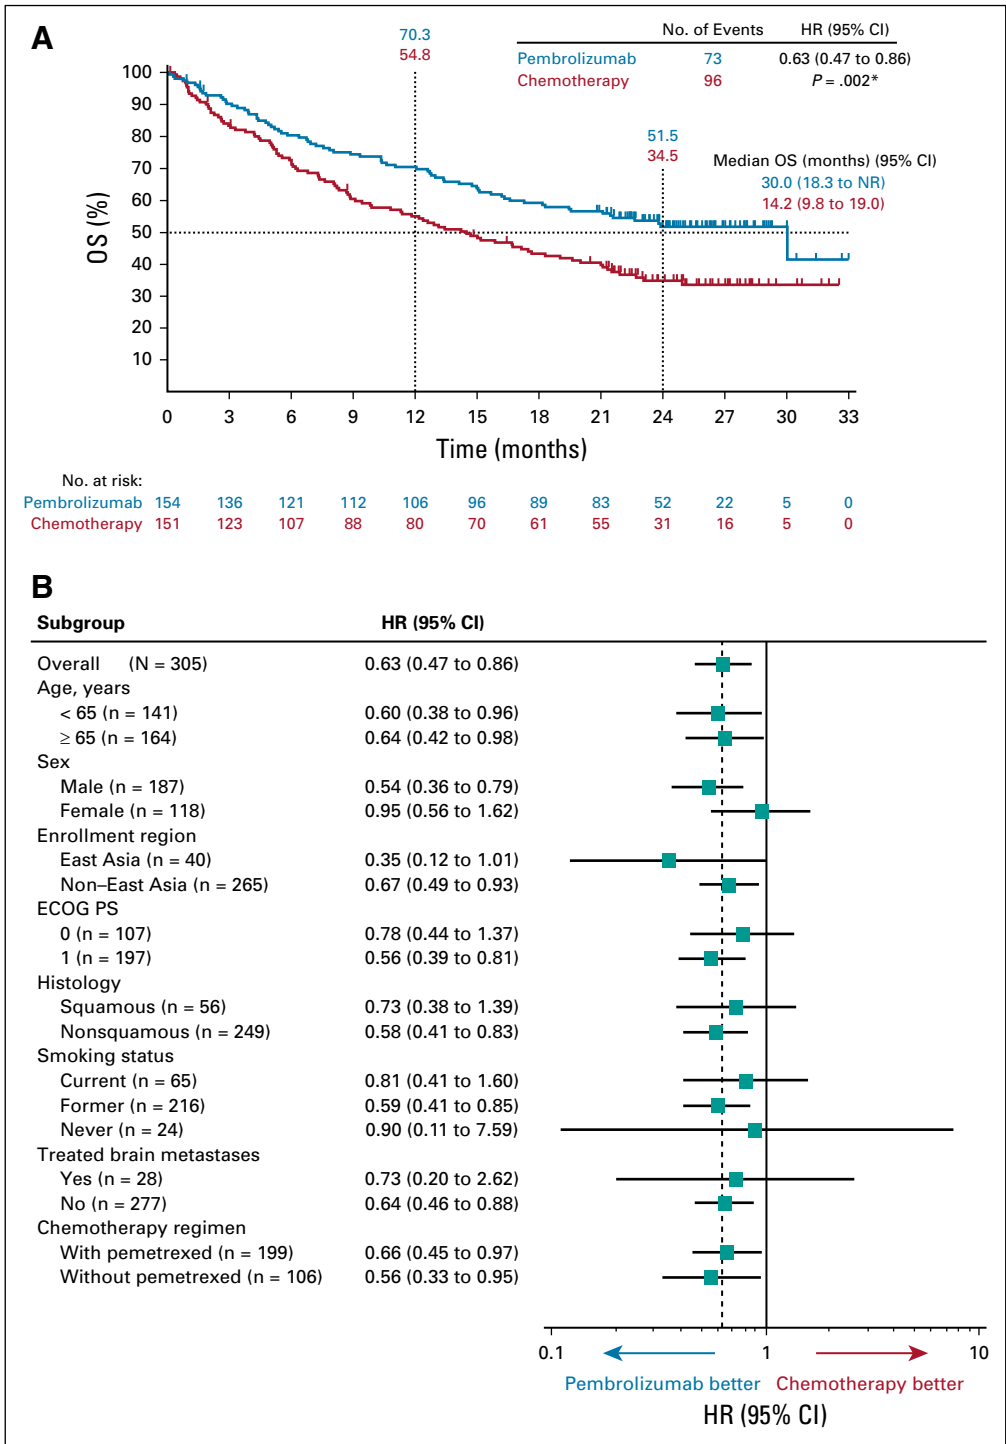 A
70.3
54.8
No. of Events HR (95% CI)
Pembrolizumab 73 0.63 (0.47 to 0.86)
Chemotherapy 96 P = .002*
51.5
34.5
Median OS (months) (95% CI)
30.0 (18.3 to NR)
14.2 (9.8 to 19.0)
OS (%)
100
90
80
70
60
50
40
30
20
10
0 3 6 9 12 15 18 21 24 27 30 33
Time (months)
No. at risk:
Pembrolizumab 154 136 121 112 106 96 89 83 52 22 5 0
Chemotherapy 151 123 107 88 80 70 61 55 31 16 5 0
B
Subgroup HR (95% CI)
Overall (N = 305) 0.63 (0.47 to 0.86)
Age, years
< 65 (n = 141) 0.60 (0.38 to 0.96)
≥ 65 (n = 164) 0.64 (0.42 to 0.98)
Sex
Male (n = 187) 0.54 (0.36 to 0.79)
Female (n = 118) 0.95 (0.56 to 1.62)
Enrollment region
East Asia (n = 40) 0.35 (0.12 to 1.01)
Non–East Asia (n = 265) 0.67 (0.49 to 0.93)
ECOG PS
0 (n = 107) 0.78 (0.44 to 1.37)
1 (n = 197) 0.56 (0.39 to 0.81)
Histology
Squamous (n = 56) 0.73 (0.38 to 1.39)
Nonsquamous (n = 249) 0.58 (0.41 to 0.83)
Smoking status
Current (n = 65) 0.81 (0.41 to 1.60)
Former (n = 216) 0.59 (0.41 to 0.85)
Never (n = 24) 0.90 (0.11 to 7.59)
Treated brain metastases
Yes (n = 28) 0.73 (0.20 to 2.62)
No (n = 277) 0.64 (0.46 to 0.88)
Chemotherapy regimen
With pemetrexed (n = 199) 0.66 (0.45 to 0.97)
Without pemetrexed (n = 106) 0.56 (0.33 to 0.95)
0.1 1 10
Pembrolizumab better Chemotherapy better
HR (95% CI)